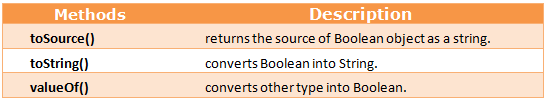 Methods Description
toSource() returns the source of Boolean object as a string.
toString() converts Boolean into String.
valueOf() converts other type into Boolean.